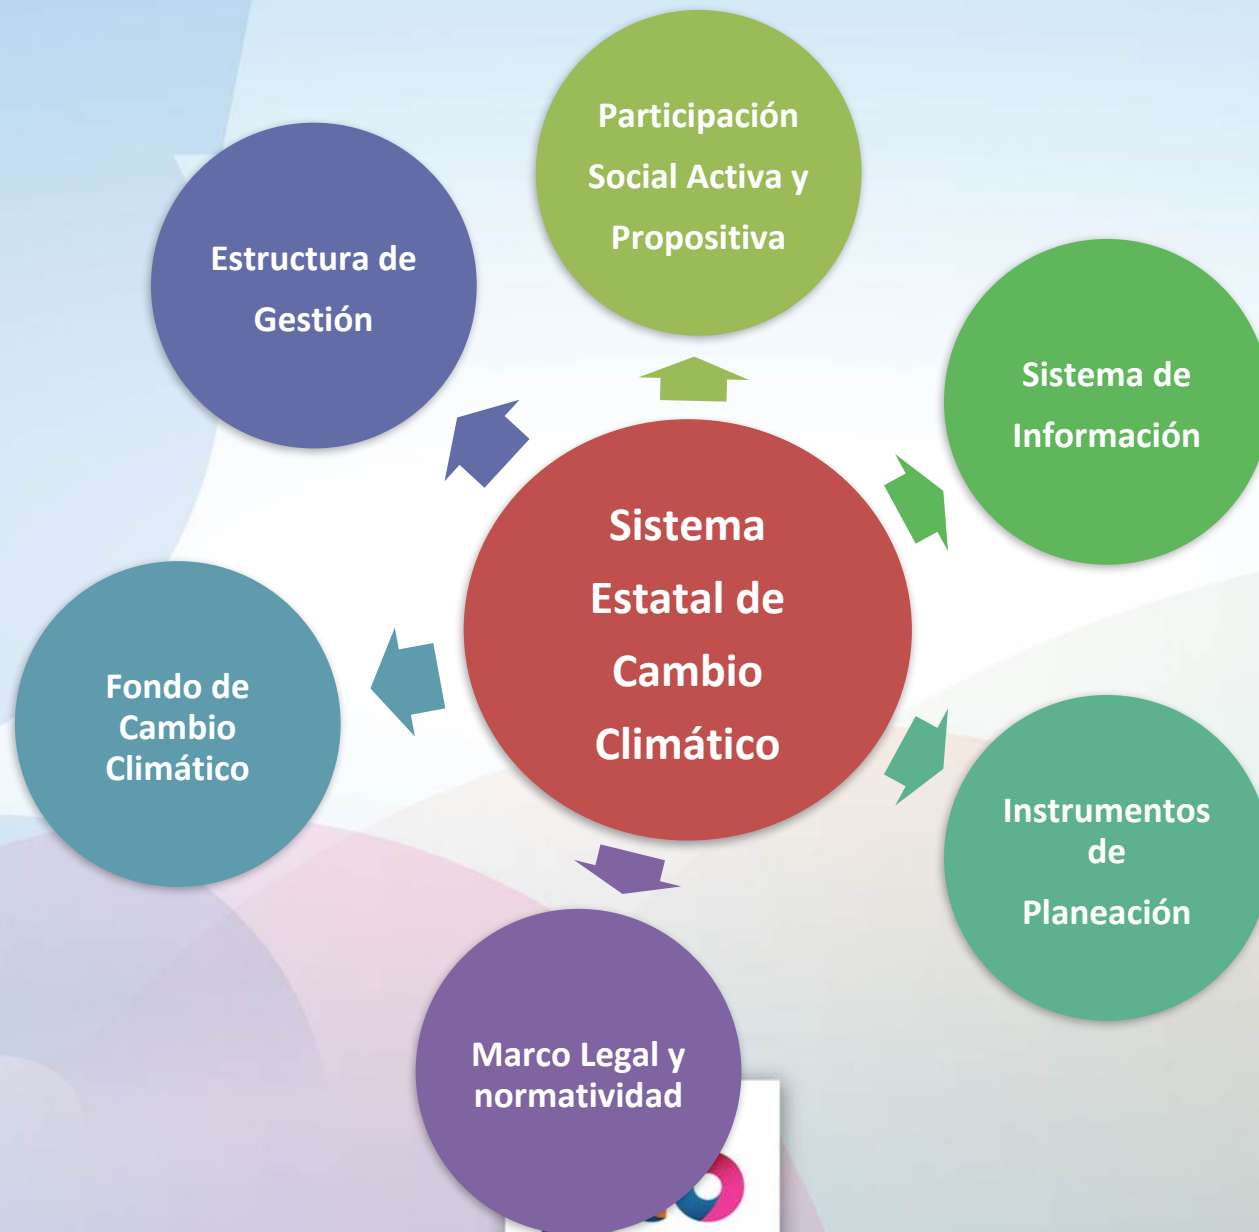 Participación
Social Activa y
Propositiva
Estructura de
Gestión
Sistema de
Información
Sistema
Estatal de
Cambio
Climático
Fondo de
Cambio
Climático
Instrumentos
de
Planeación
Marco Legal y
normatividad